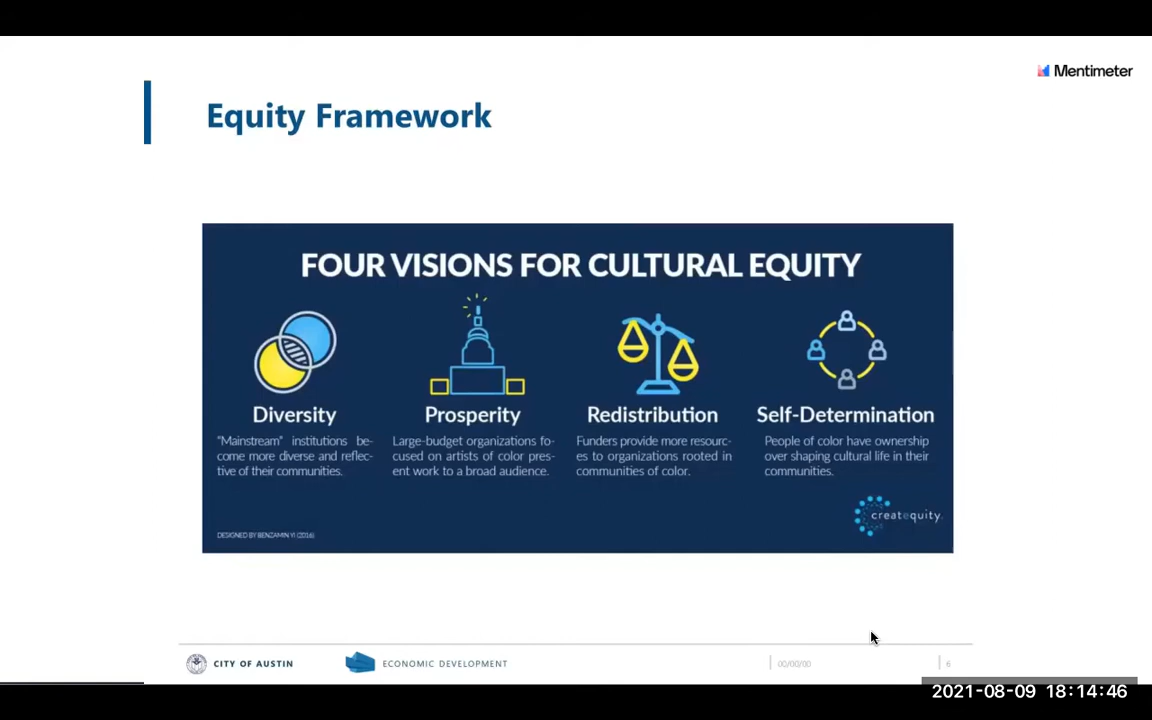 Mentimeter
Equity Framework
FOUR VISIONS FOR CULTURAL EQUITY
Diversity
"Mainstream" institutions be-
come more diverse and reflec-
tive of their communities.
Prosperity
Large-budget organizations fo-
cused on artists of color pres-
ent work to a broad audience.
Redistribution
Funders provide more resourc-
es to organizations rooted in
communities of color.
Self-Determination
People of color have ownership
over shaping cultural life in their
communities.
createquity.
DESIGNED BY BENZAMIN YI (2016)
CITY OF AUSTIN
ECONOMIC DEVELOPMENT
00/00/00
6
2021-08-09 18:14:46